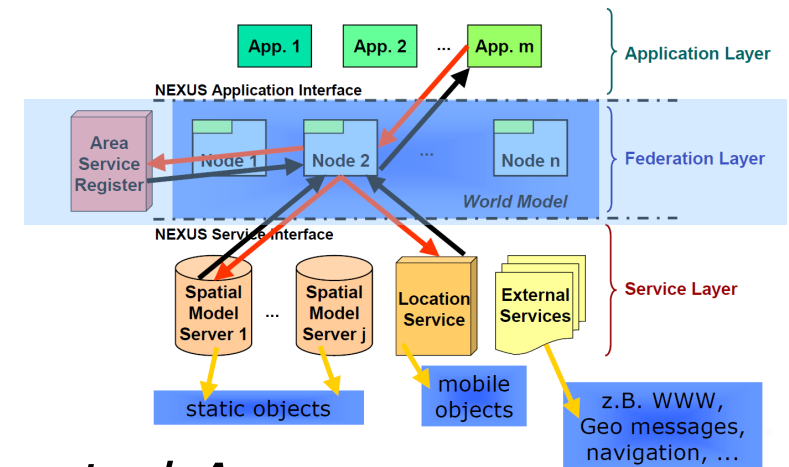 App. 1
App. 2
...
App. m
Application Layer
NEXUS Application Interface
Area
Service
Register
Node 1
Node 2
...
Node n
Federation Layer
World Model
NEXUS Service Interface
Spatial
Model
Server 1
...
Spatial
Model
Server j
Location
Service
External
Services
Service Layer
static objects
mobile
objects
z.B. WWW,
Geo messages,
navigation, ...